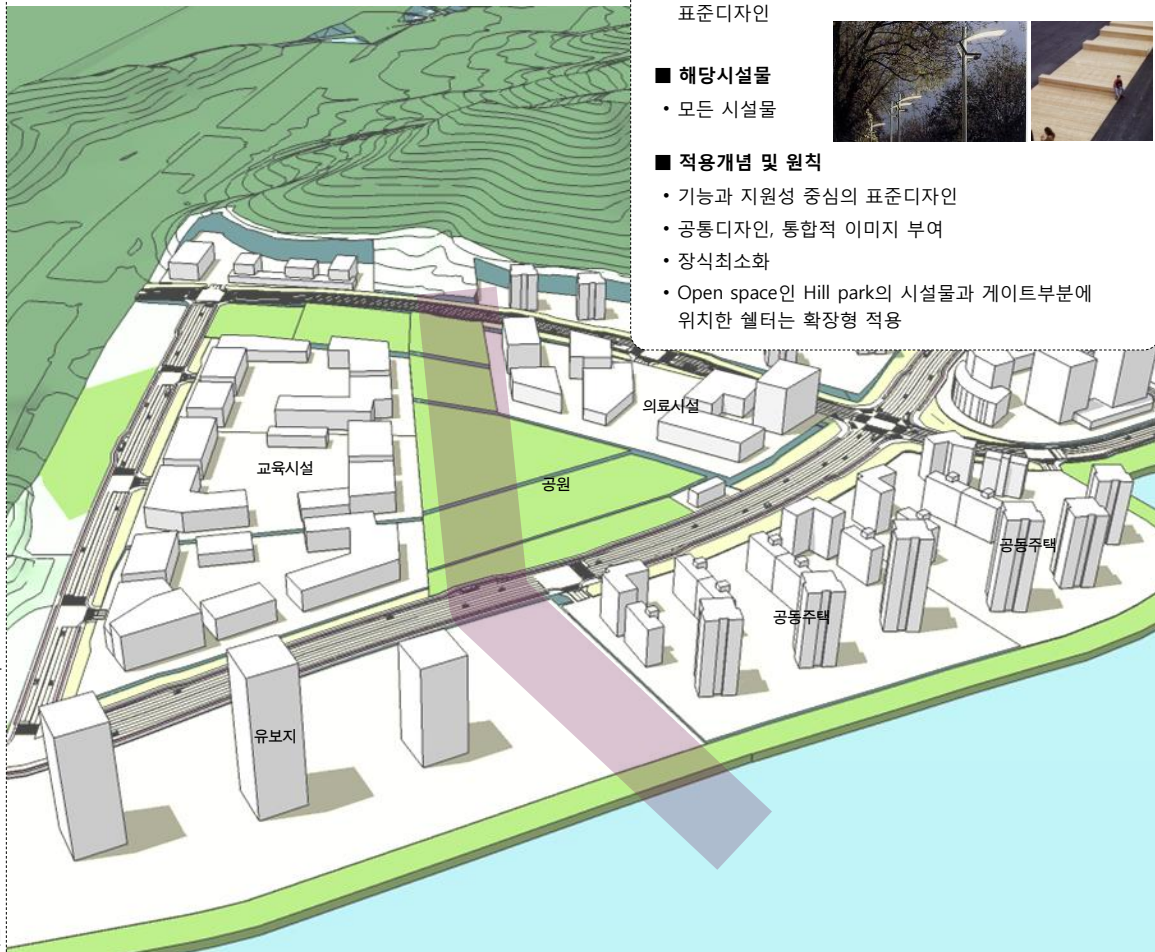 표준디자인
■ 해당시설물
• 모든 시설물
■ 적용개념 및 원칙
• 기능과 지원성 중심의 표준디자인
• 공통디자인, 통합적 이미지 부여
• 장식최소화
• Open space인 Hill park의 시설물과 게이트부분에
위치한 쉘터는 확장형 적용
의료시설
교육시설
공원
공동주택
공동주택
유보지